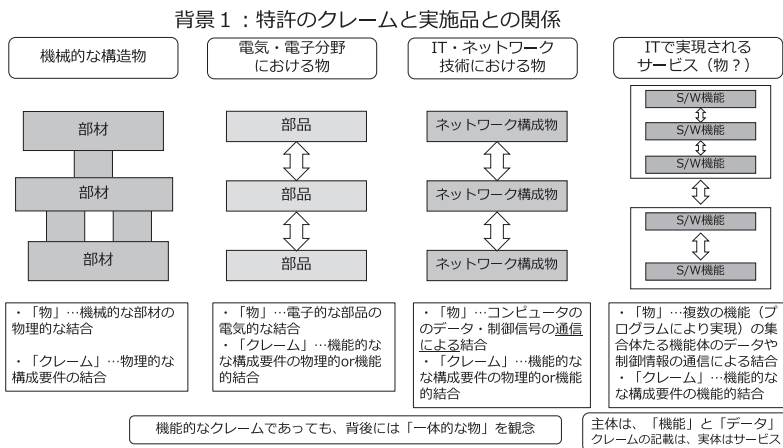 背景１：特許のクレームと実施品との関係
機械的な構造物
部材
部材
部材
・「物」…機械的な部材の
物理的な結合
・「クレーム」…物理的な
構成要件の結合
電気・電子分野
における物
部品
部品
部品
・「物」…電子的な部品の
電気的な結合
・「クレーム」…機能的な
な構成要件の物理的or機能
的結合
IT・ネットワーク
技術における物
ネットワーク構成物
ネットワーク構成物
ネットワーク構成物
・「物」…コンピュータの
のデータ・制御信号の通信
による結合
・「クレーム」…機能的な
な構成要件の物理的or機能
的結合
ITで実現される
サービス（物？）
S/W機能
S/W機能
S/W機能
S/W機能
S/W機能
・「物」…複数の機能（プ
ログラムにより実現）の集
合体たる機能体のデータや
制御情報の通信による結合
・「クレーム」…機能的な
な構成要件の機能的結合
機能的なクレームであっても、背後には「一体的な物」を観念
主体は、「機能」と「データ」
クレームの記載は、実体はサービス